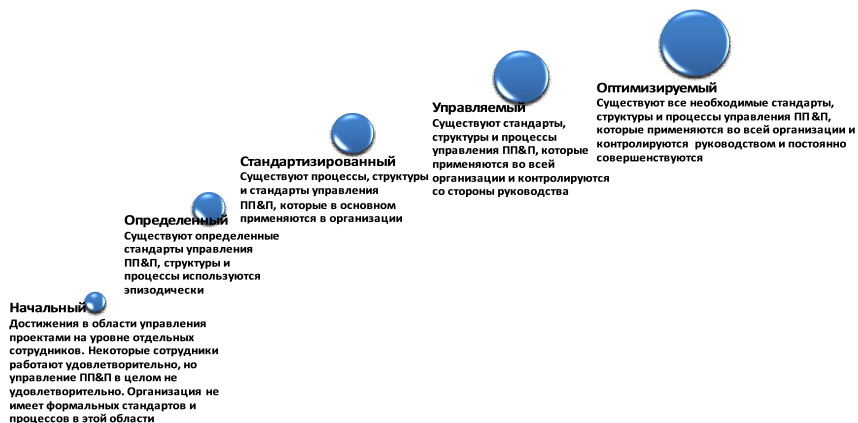 Начальный
Достижения в области управления
проектами на уровне отдельных
сотрудников. Некоторые сотрудники
работают удовлетворительно, но
управление ПП&П в целом не
удовлетворительно. Организация не
имеет формальных стандартов и
процессов в этой области
Определенный
Существуют определенные
стандарты управления
ПП&П, структуры и
процессы используются
эпизодически
Стандартизированный
Существуют процессы, структуры
и стандарты управления
ПП&П, которые в основном
применяются в организации
Управляемый
Существуют стандарты,
структуры и процессы
управления ПП&П, которые
применяются во всей
организации и контролируются
со стороны руководства
Оптимизируемый
Существуют все необходимые стандарты,
структуры и процессы управления ПП&П,
которые применяются во всей организации и
контролируются руководством и постоянно
совершенствуются